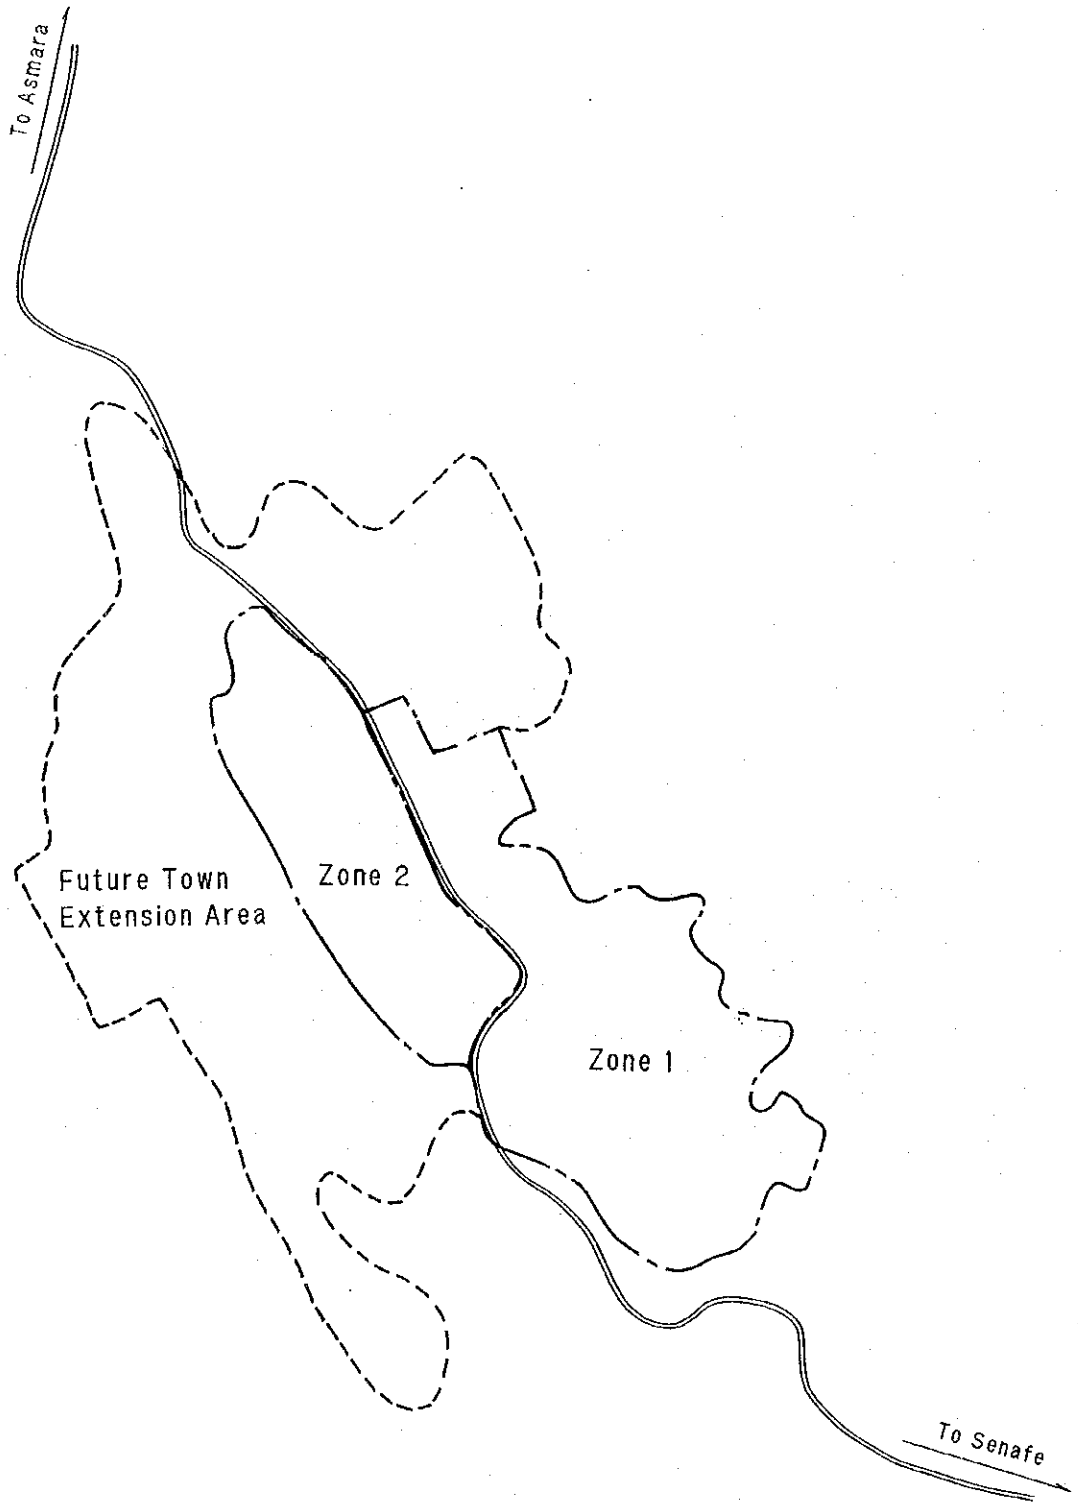 To Asmara
Future Town
Extension Area
Zone 2
Zone 1
To Senafe